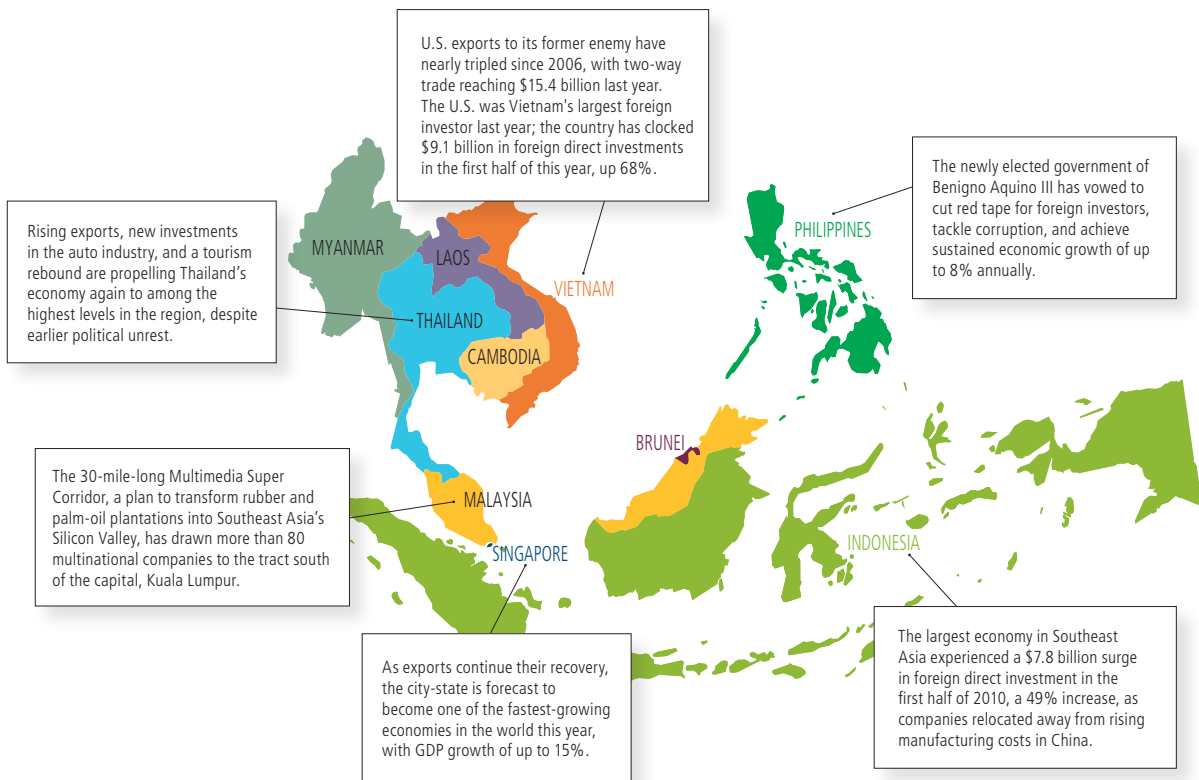 U.S. exports to its former enemy have
nearly tripled since 2006, with two-way
trade reaching $15.4 billion last year.
The U.S. was Vietnam's largest foreign
investor last year; the country has clocked
$9.1 billion in foreign direct investments
in the first half of this year, up 68%.
The newly elected government of
Benigno Aquino III has vowed to
cut red tape for foreign investors,
tackle corruption, and achieve
sustained economic growth of up
to 8% annually.
Rising exports, new investments
in the auto industry, and a tourism
rebound are propelling Thailand’s
economy again to among the
highest levels in the region, despite
earlier political unrest.
MYANMAR
LAOS
PHILIPPINES
VIETNAM
THAILAND
CAMBODIA
BRUNEI
The 30-mile-long Multimedia Super
Corridor, a plan to transform rubber and
palm-oil plantations into Southeast Asia’s
Silicon Valley, has drawn more than 80
multinational companies to the tract south
of the capital, Kuala Lumpur.
MALAYSIA
SINGAPORE
INDONESIA
As exports continue their recovery,
the city-state is forecast to
become one of the fastest-growing
economies in the world this year,
with GDP growth of up to 15%.
The largest economy in Southeast
Asia experienced a $7.8 billion surge
in foreign direct investment in the
first half of 2010, a 49% increase, as
companies relocated away from rising
manufacturing costs in China.